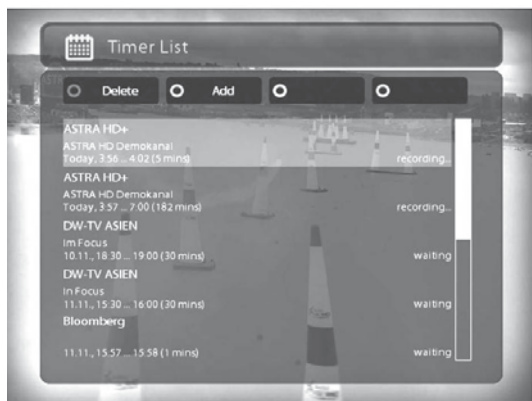 Timer List
Delete Add
ASTRA HD+
ASTRA HD Demokanal
Today, 3:56 ... 4:02 (5 mins) recording...
ASTRA HD+
ASTRA HD Demokanal
Today, 3:57 ... 7:00 (182 mins) recording...
DW-TV ASIEN
Im Focus
10.11., 18:30 ... 19:00 (30 mins) waiting
DW-TV ASIEN
In Focus
11.11., 15:30 ... 16:00 (30 mins) waiting
Bloomberg
11.11., 15:57 ... 15:58 (1 mins) waiting